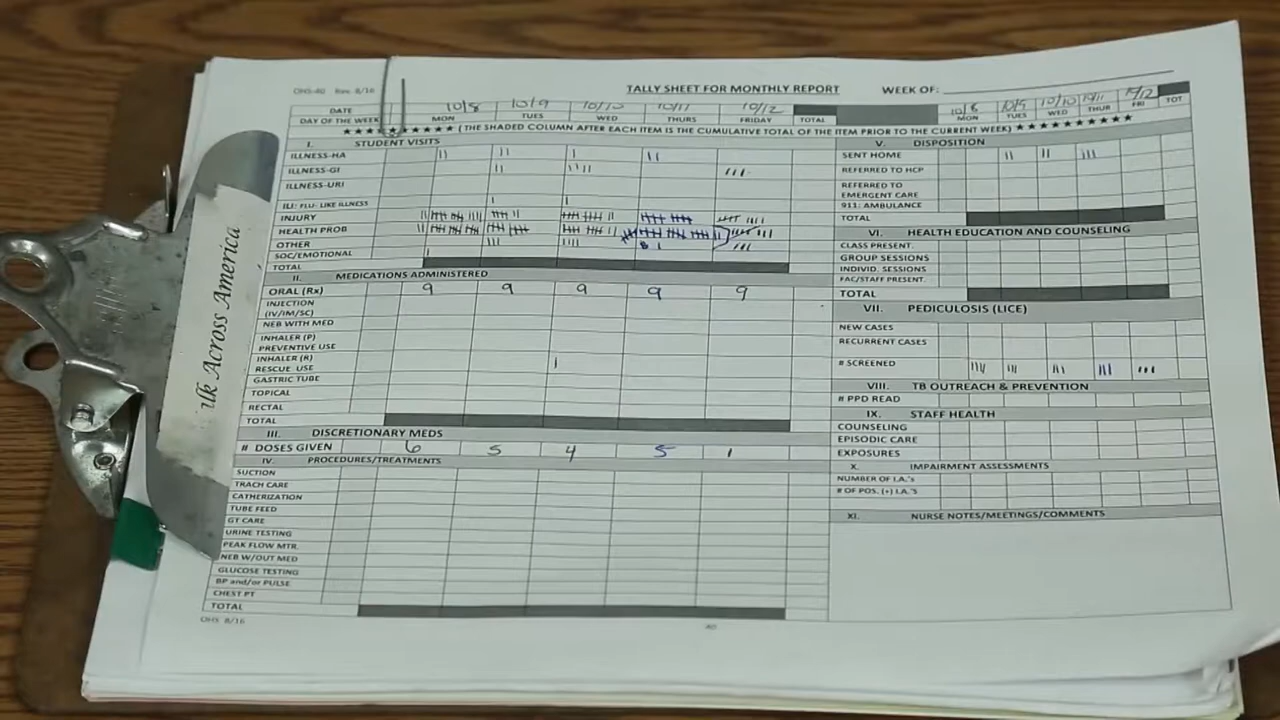 OHS-40 Rev. 8/16
TALLY SHEET FOR MONTHLY REPORT WEEK OF:
DATE 10/8 10/9 10/10 10/11 10/12
DAY OF THE WEEK MON TUES WED THURS FRIDAY TOTAL
10/8 10/9 10/10 10/11
MON TUES WED THUR FRI TOT
★★★★★★★★★★ (THE SHADED COLUMN AFTER EACH ITEM IS THE CUMULATIVE TOTAL OF THE ITEM PRIOR TO THE CURRENT WEEK) ★★★★★★★★★★
I. STUDENT VISITS
ILLNESS-HA || || | ||
ILLNESS-GI || |||| |||
ILLNESS-URI
ILI: FLU- LIKE ILLNESS | |
INJURY
HEALTH PROB
OTHER ||| |||| |||
SOC/EMOTIONAL |
TOTAL
II. MEDICATIONS ADMINISTERED
ORAL (Rx) 9 9 9 9 9
INJECTION
(IV/IM/SC)
NEB WITH MED
INHALER (P)
PREVENTIVE USE
INHALER (R)
RESCUE USE |
GASTRIC TUBE
TOPICAL
RECTAL
TOTAL
III. DISCRETIONARY MEDS
# DOSES GIVEN 6 5 4 5 1
IV. PROCEDURES/TREATMENTS
SUCTION
TRACH CARE
CATHERIZATION
TUBE FEED
GT CARE
URINE TESTING
PEAK FLOW MTR.
NEB W/OUT MED
GLUCOSE TESTING
BP and/or PULSE
CHEST PT
TOTAL
OHS 8/16
40
V. DISPOSITION
SENT HOME || || |||
REFERRED TO HCP
REFERRED TO
EMERGENT CARE
911: AMBULANCE
TOTAL
VI. HEALTH EDUCATION AND COUNSELING
CLASS PRESENT.
GROUP SESSIONS
INDIVID. SESSIONS
FAC/STAFF PRESENT.
TOTAL
VII. PEDICULOSIS (LICE)
NEW CASES
RECURRENT CASES
# SCREENED |||| ||| ||| ||| |||
VIII. TB OUTREACH & PREVENTION
# PPD READ
IX. STAFF HEALTH
COUNSELING
EPISODIC CARE
EXPOSURES
X. IMPAIRMENT ASSESSMENTS
NUMBER OF I.A.'s
# OF POS. (+) I.A.'S
XI. NURSE NOTES/MEETINGS/COMMENTS
Across America